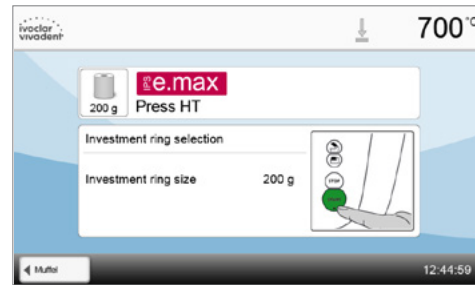 ivoclar
vivadent
700 °C
IPS e.max
200 g Press HT
Investment ring selection
Investment ring size 200 g
STOP
Muffel 12:44:59